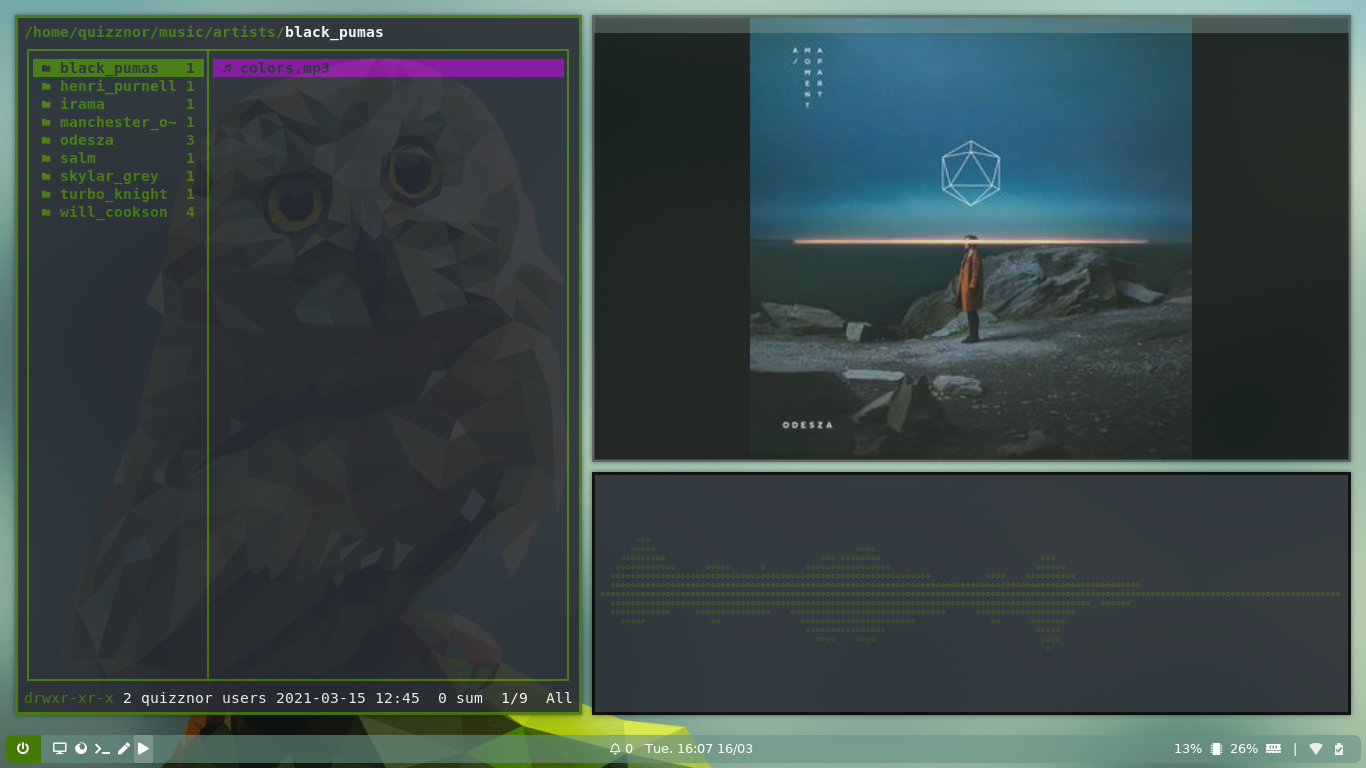 /home/quizznor/music/artists/black_pumas
black_pumas 1
henri_purnell 1
irama 1
manchester_o~ 1
odesza 3
salm 1
skylar_grey 1
turbo_knight 1
will_cookson 4
colors.mp3
drwxr-xr-x 2 quizznor users 2021-03-15 12:45 0 sum 1/9 All
A MOMENT
/ APART
ODESZA
0 Tue. 16:07 16/03
13% 26% |